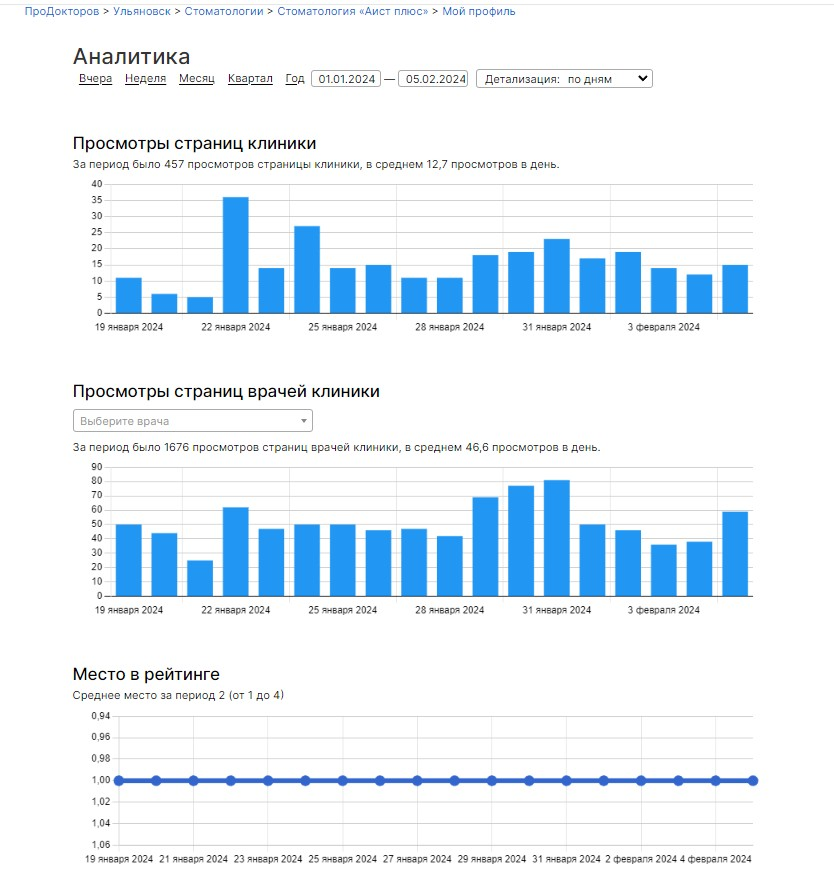 ПроДокторов > Ульяновск > Стоматологии > Стоматология «Аист плюс» > Мой профиль
Аналитика
Вчера Неделя Месяц Квартал Год 01.01.2024 — 05.02.2024 Детализация: по дням
Просмотры страниц клиники
За период было 457 просмотров страницы клиники, в среднем 12,7 просмотров в день.
40
35
30
25
20
15
10
5
0
19 января 2024 22 января 2024 25 января 2024 28 января 2024 31 января 2024 3 февраля 2024
Просмотры страниц врачей клиники
Выберите врача
За период было 1676 просмотров страниц врачей клиники, в среднем 46,6 просмотров в день.
90
80
70
60
50
40
30
20
10
0
19 января 2024 22 января 2024 25 января 2024 28 января 2024 31 января 2024 3 февраля 2024
Место в рейтинге
Среднее место за период 2 (от 1 до 4)
0,94
0,96
0,98
1,00
1,02
1,04
1,06
19 января 2024 21 января 2024 23 января 2024 25 января 2024 27 января 2024 29 января 2024 31 января 2024 2 февраля 2024 4 февраля 2024